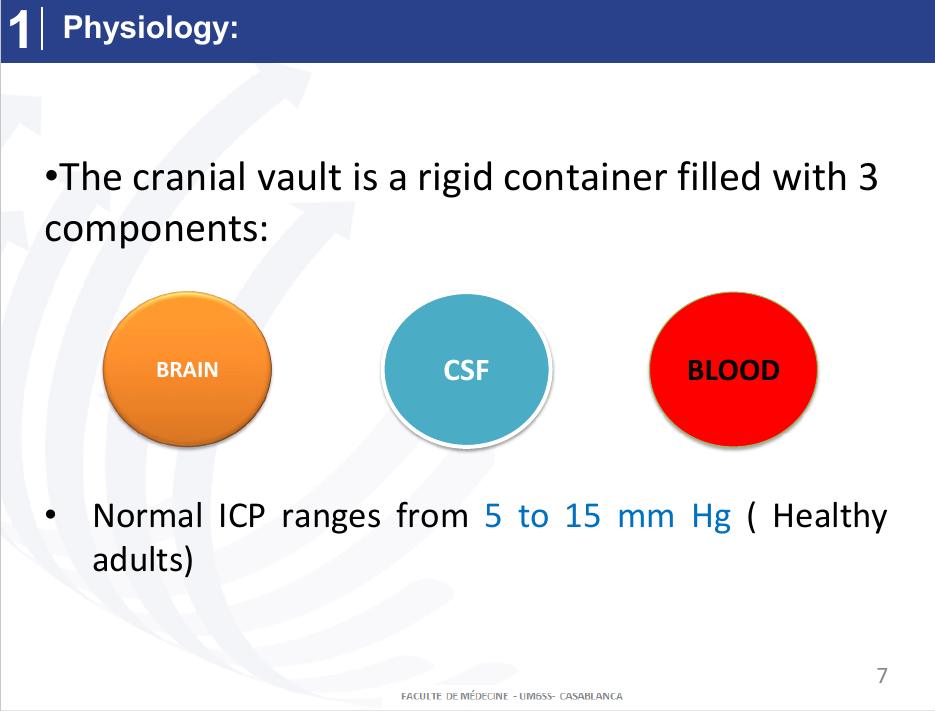 1 Physiology:
•The cranial vault is a rigid container filled with 3
components:
BRAIN CSF BLOOD
• Normal ICP ranges from 5 to 15 mm Hg ( Healthy
adults)
7
FACULTE DE MÉDECINE - UM6SS- CASABLANCA